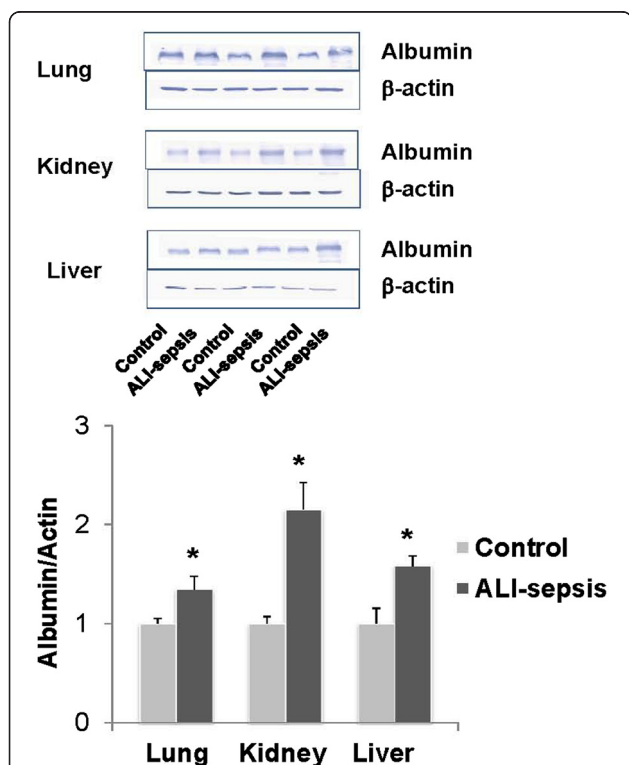 Lung
Albumin
β-actin
Kidney
Albumin
β-actin
Liver
Albumin
β-actin
Control
ALI-sepsis
Control
ALI-sepsis
Control
ALI-sepsis
3
2
1
0
Albumin/Actin
*
*
*
Control
ALI-sepsis
Lung Kidney Liver